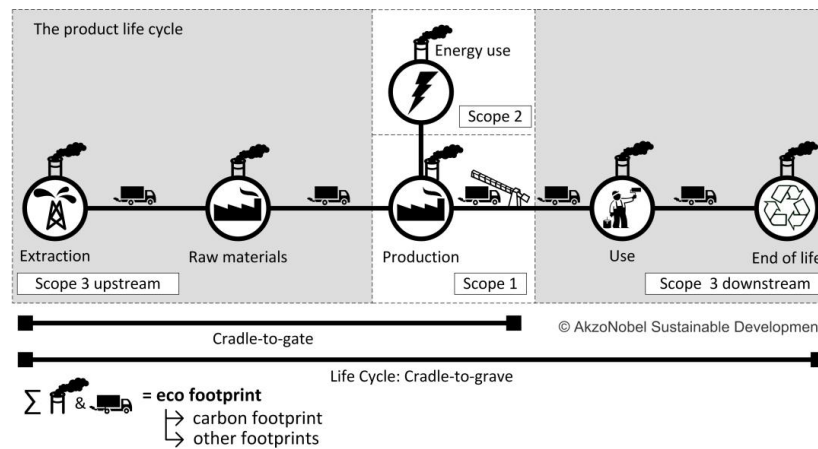 The product life cycle
Energy use
Scope 2
Extraction
Raw materials
Production
Use
End of life
Scope 3 upstream
Scope 1
Scope 3 downstream
Cradle-to-gate
© AkzoNobel Sustainable Developmen
Life Cycle: Cradle-to-grave
∑ & = eco footprint
carbon footprint
other footprints